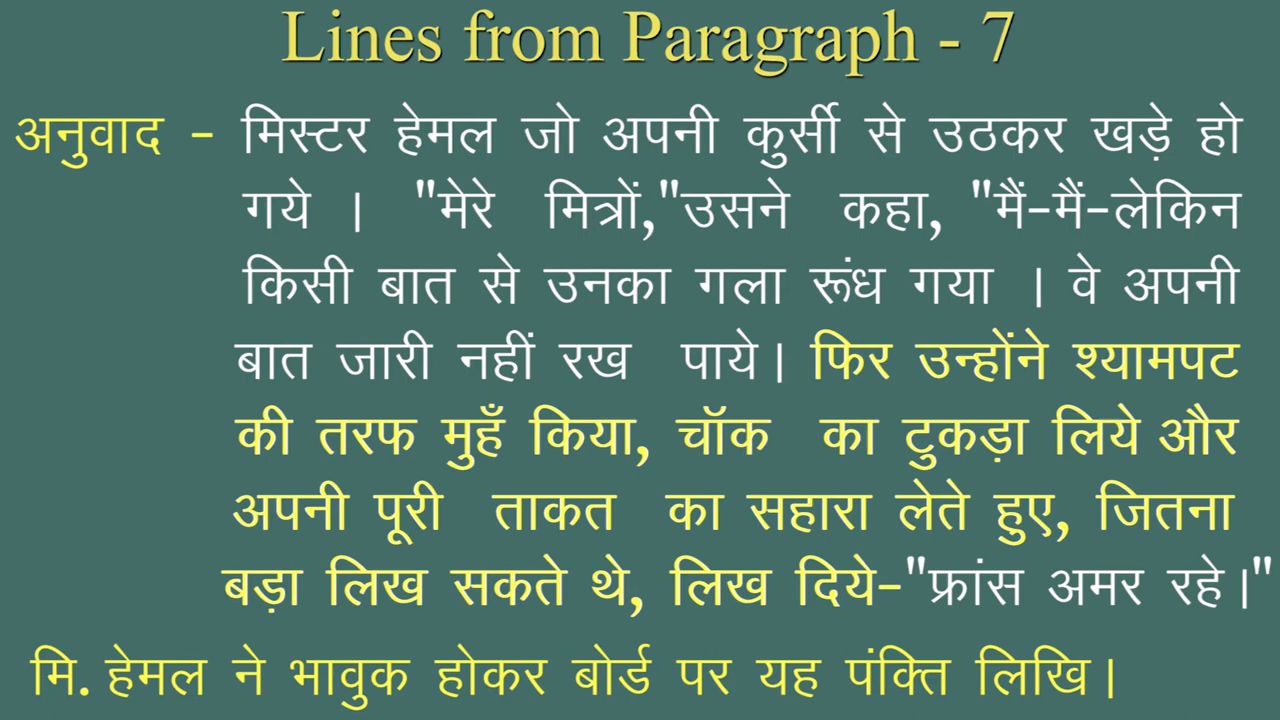 Lines from Paragraph - 7
अनुवाद - मिस्टर हेमल जो अपनी कुर्सी से उठकर खड़े हो
गये । "मेरे मित्रों,"उसने कहा, "मैं-मैं-लेकिन
किसी बात से उनका गला रूंध गया । वे अपनी
बात जारी नहीं रख पाये। फिर उन्होंने श्यामपट
की तरफ मुहँ किया, चॉक का टुकड़ा लिये और
अपनी पूरी ताकत का सहारा लेते हुए, जितना
बड़ा लिख सकते थे, लिख दिये-"फ्रांस अमर रहे।"
मि. हेमल ने भावुक होकर बोर्ड पर यह पंक्ति लिखि।